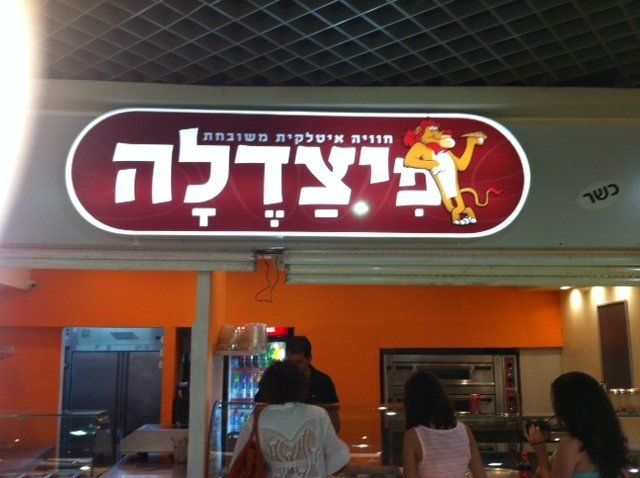 חוויה איטלקית משובחת
פִּיצַדֶלָה
כשר